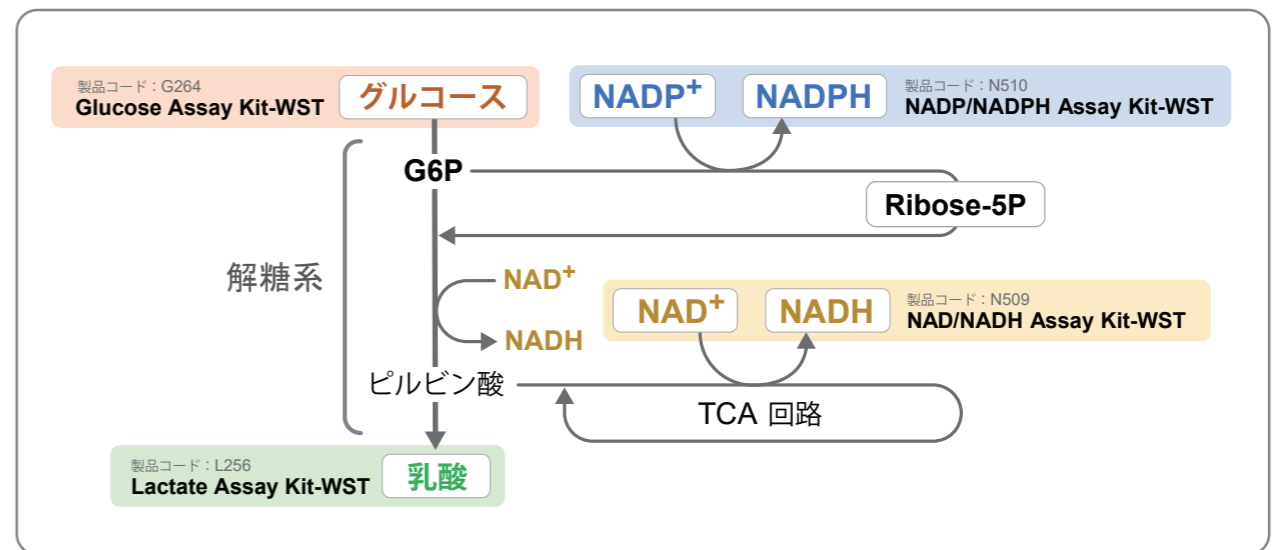 製品コード：G264
Glucose Assay Kit-WST
グルコース
NADP+
NADPH
製品コード：N510
NADP/NADPH Assay Kit-WST
G6P
Ribose-5P
解糖系
NAD+
NADH
NAD+
NADH
製品コード：N509
NAD/NADH Assay Kit-WST
ピルビン酸
TCA 回路
製品コード：L256
Lactate Assay Kit-WST
乳酸